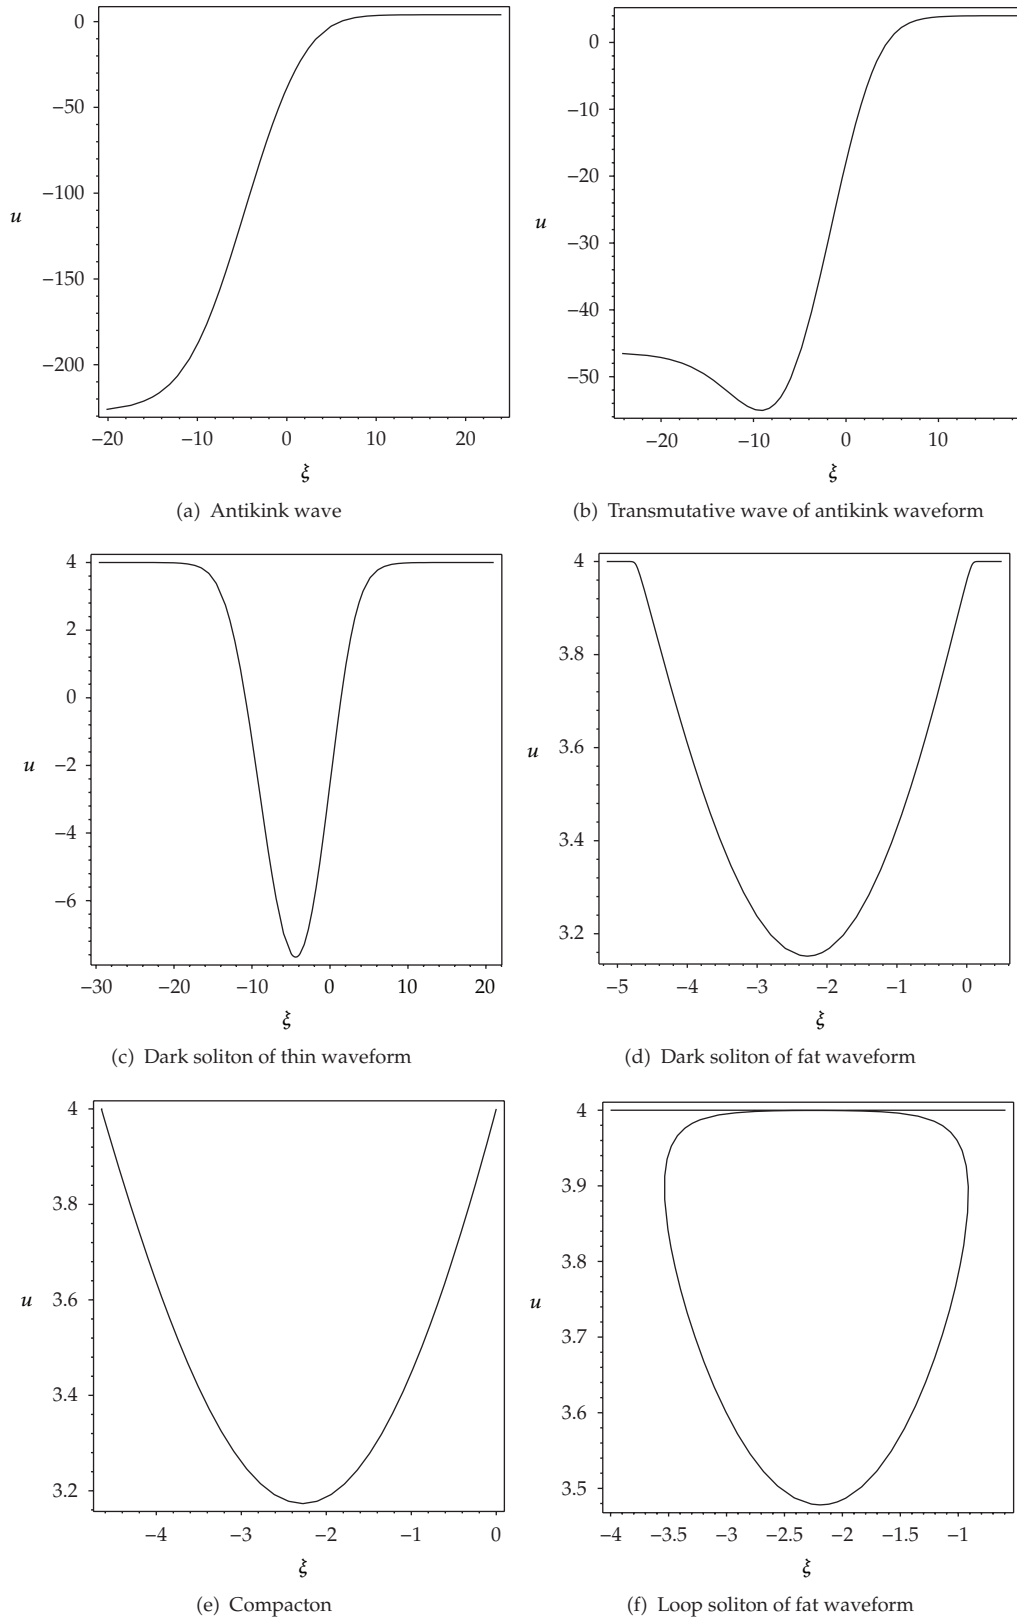 0
−50
−100
−150
−200
u
−20 −10 0 10 20
ξ
(a) Antikink wave
0
−10
−20
−30
−40
−50
u
−20 −10 0 10
ξ
(b) Transmutative wave of antikink waveform
4
2
0
−2
−4
−6
u
−30 −20 −10 0 10 20
ξ
(c) Dark soliton of thin waveform
4
3.8
3.6
3.4
3.2
u
−5 −4 −3 −2 −1 0
ξ
(d) Dark soliton of fat waveform
4
3.8
3.6
3.4
3.2
u
−4 −3 −2 −1 0
ξ
(e) Compacton
4
3.9
3.8
3.7
3.6
3.5
u
−4 −3.5 −3 −2.5 −2 −1.5 −1
ξ
(f) Loop soliton of fat waveform